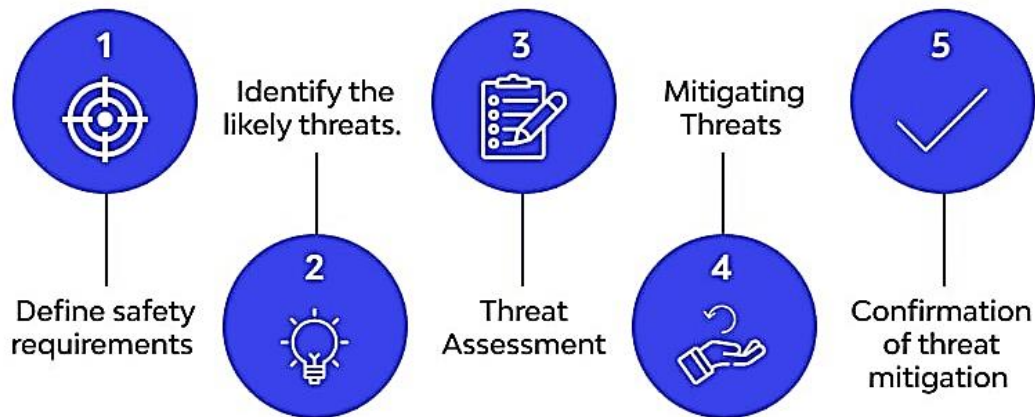 1
Define safety
requirements
Identify the
likely threats.
2
3
Threat
Assessment
Mitigating
Threats
4
5
Confirmation
of threat
mitigation